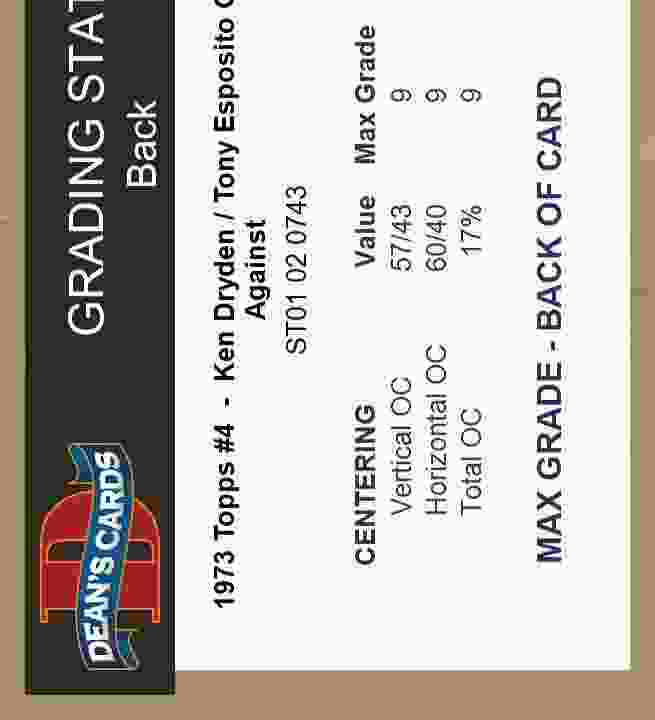 DEAN'S CARDS
GRADING STAT
Back
1973 Topps #4 - Ken Dryden / Tony Esposito
Against
ST01 02 0743
CENTERING Value Max Grade
Vertical OC 57/43 9
Horizontal OC 60/40 9
Total OC 17% 9
MAX GRADE - BACK OF CARD